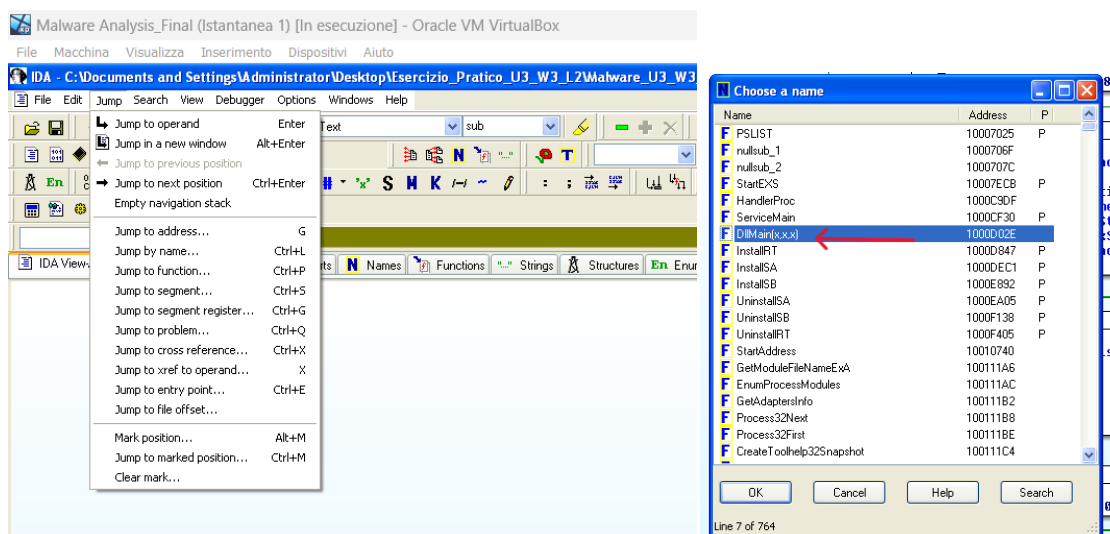 Malware Analysis_Final (Istantanea 1) [In esecuzione] - Oracle VM VirtualBox
File Macchina Visualizza Inserimento Dispositivi Aiuto
IDA - C:\Documents and Settings\Administrator\Desktop\Esercizio_Pratico_U3_W3_L2\Malware_U3_W3
File Edit Jump Search View Debugger Options Windows Help
Text sub
En
IDA View- Names Functions Strings Structures En Enur
Jump to operand Enter
Jump in a new window Alt+Enter
Jump to previous position
Jump to next position Ctrl+Enter
Empty navigation stack
Jump to address... G
Jump by name... Ctrl+L
Jump to function... Ctrl+P
Jump to segment... Ctrl+S
Jump to segment register... Ctrl+G
Jump to problem... Ctrl+Q
Jump to cross reference... Ctrl+X
Jump to xref to operand... X
Jump to entry point... Ctrl+E
Jump to file offset...
Mark position... Alt+M
Jump to marked position... Ctrl+M
Clear mark...
Choose a name
Name Address P
F PSLIST 10007025 P
F nullsub_1 1000706F
F nullsub_2 1000707C
F StartEXS 10007ECB P
F HandlerProc 1000C9DF
F ServiceMain 1000CF30 P
F DllMain(x,x,x) 1000D02E
F InstallRT 1000D847 P
F InstallSA 1000DEC1 P
F InstallSB 1000E892 P
F UninstallSA 1000EA05 P
F UninstallSB 1000F138 P
F UninstallRT 1000F405 P
F StartAddress 10010740
F GetModuleFileNameExA 100111A6
F EnumProcessModules 100111AC
F GetAdaptersInfo 100111B2
F Process32Next 100111B8
F Process32First 100111BE
F CreateToolhelp32Snapshot 100111C4
OK Cancel Help Search
Line 7 of 764